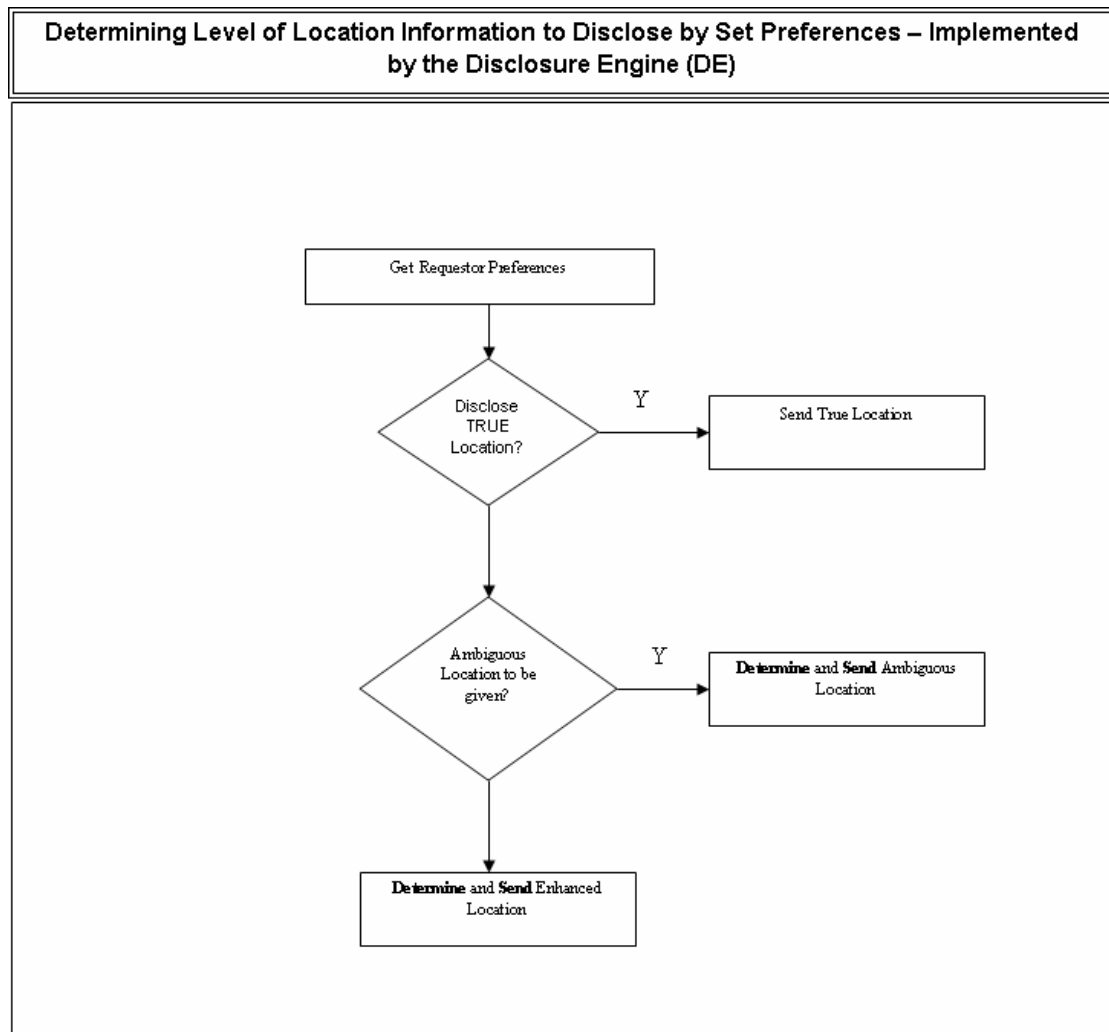 Determining Level of Location Information to Disclose by Set Preferences – Implemented
by the Disclosure Engine (DE)
Get Requestor Preferences
Disclose
TRUE
Location?
Y
Send True Location
Ambiguous
Location to be
given?
Y
Determine and Send Ambiguous
Location
Determine and Send Enhanced
Location